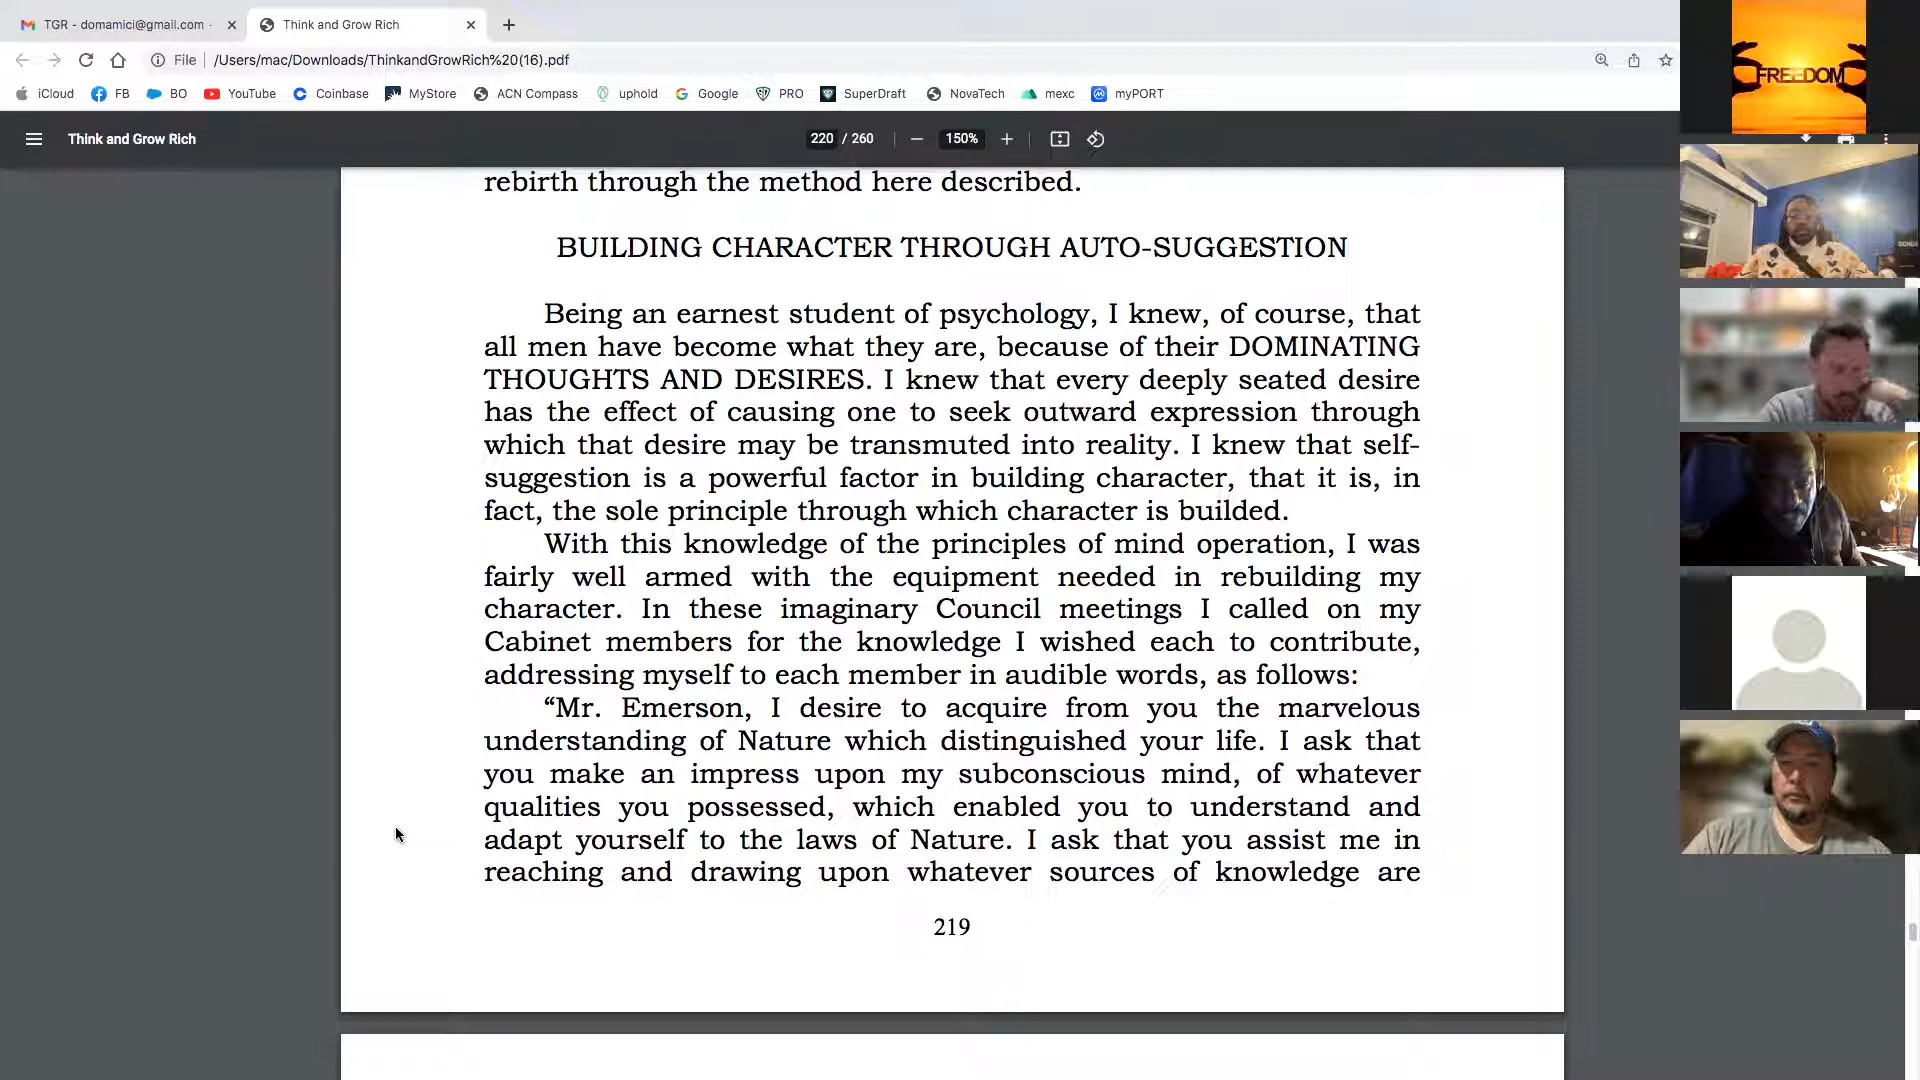 TGR - domamici@gmail.com -
Think and Grow Rich
File
/Users/mac/Downloads/ThinkandGrowRich%20(16).pdf
iCloud
FB
BO
YouTube
Coinbase
MyStore
ACN Compass
uphold
Google
PRO
SuperDraft
NovaTech
mexc
myPORT
FREEDOM
Think and Grow Rich
220 / 260
150%
rebirth through the method here described.
BUILDING CHARACTER THROUGH AUTO-SUGGESTION
Being an earnest student of psychology, I knew, of course, that
all men have become what they are, because of their DOMINATING
THOUGHTS AND DESIRES. I knew that every deeply seated desire
has the effect of causing one to seek outward expression through
which that desire may be transmuted into reality. I knew that self-
suggestion is a powerful factor in building character, that it is, in
fact, the sole principle through which character is builded.
With this knowledge of the principles of mind operation, I was
fairly well armed with the equipment needed in rebuilding my
character. In these imaginary Council meetings I called on my
Cabinet members for the knowledge I wished each to contribute,
addressing myself to each member in audible words, as follows:
“Mr. Emerson, I desire to acquire from you the marvelous
understanding of Nature which distinguished your life. I ask that
you make an impress upon my subconscious mind, of whatever
qualities you possessed, which enabled you to understand and
adapt yourself to the laws of Nature. I ask that you assist me in
reaching and drawing upon whatever sources of knowledge are
219